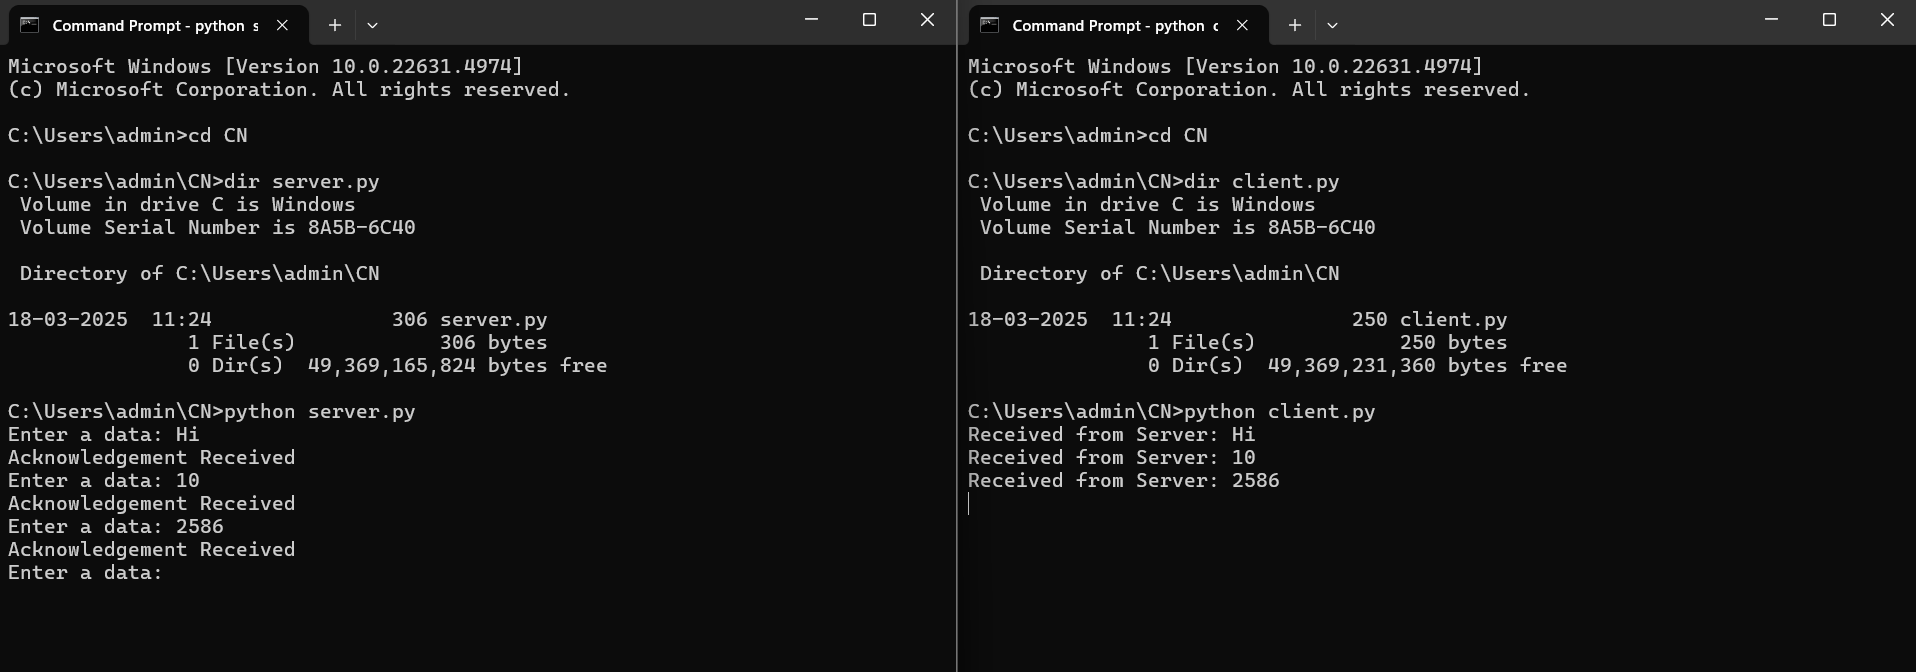 Command Prompt - python s
Microsoft Windows [Version 10.0.22631.4974]
(c) Microsoft Corporation. All rights reserved.
C:\Users\admin>cd CN
C:\Users\admin\CN>dir server.py
Volume in drive C is Windows
Volume Serial Number is 8A5B-6C40
Directory of C:\Users\admin\CN
18-03-2025  11:24               306 server.py
1 File(s)            306 bytes
0 Dir(s)  49,369,165,824 bytes free
C:\Users\admin\CN>python server.py
Enter a data: Hi
Acknowledgement Received
Enter a data: 10
Acknowledgement Received
Enter a data: 2586
Acknowledgement Received
Enter a data:
Command Prompt - python c
Microsoft Windows [Version 10.0.22631.4974]
(c) Microsoft Corporation. All rights reserved.
C:\Users\admin>cd CN
C:\Users\admin\CN>dir client.py
Volume in drive C is Windows
Volume Serial Number is 8A5B-6C40
Directory of C:\Users\admin\CN
18-03-2025  11:24               250 client.py
1 File(s)            250 bytes
0 Dir(s)  49,369,231,360 bytes free
C:\Users\admin\CN>python client.py
Received from Server: Hi
Received from Server: 10
Received from Server: 2586